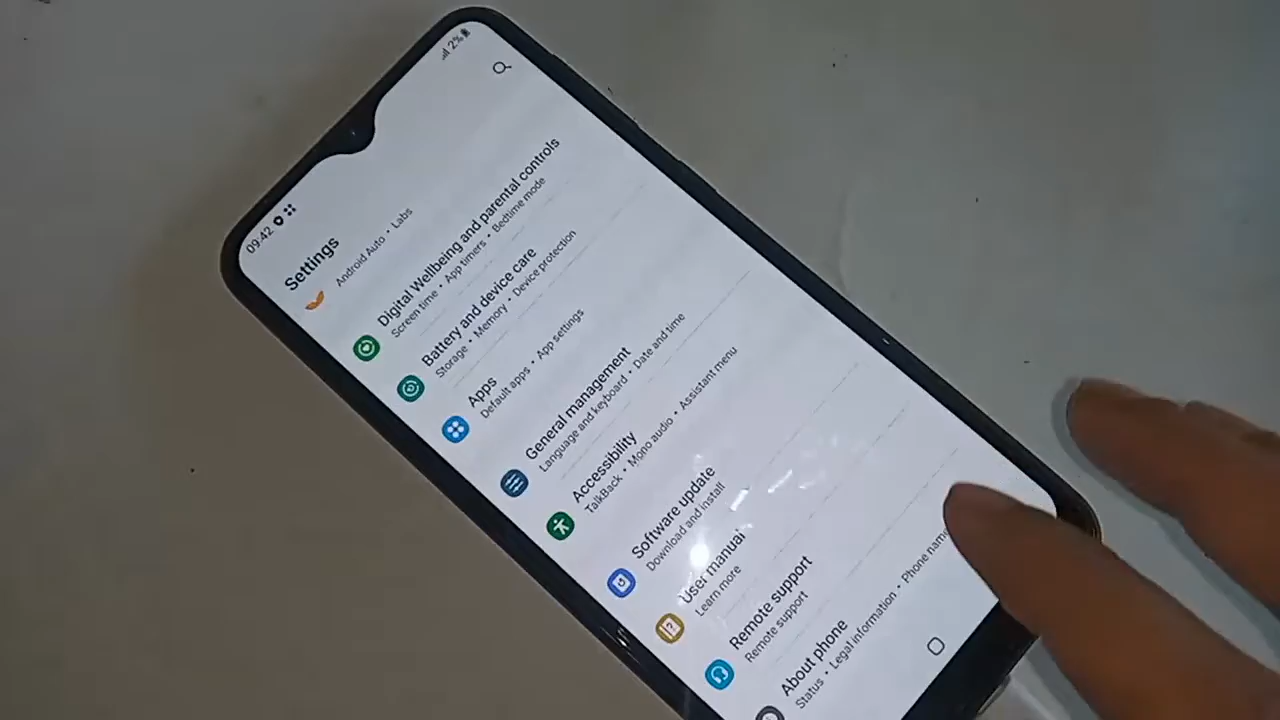 09:42
2%
Settings
Android Auto • Labs
Digital Wellbeing and parental controls
Screen time • App timers • Bedtime mode
Battery and device care
Storage • Memory • Device protection
Apps
Default apps • App settings
General management
Language and keyboard • Date and time
Accessibility
TalkBack • Mono audio • Assistant menu
Software update
Download and install
User manual
Learn more
Remote support
Remote support
About phone
Status • Legal information • Phone name